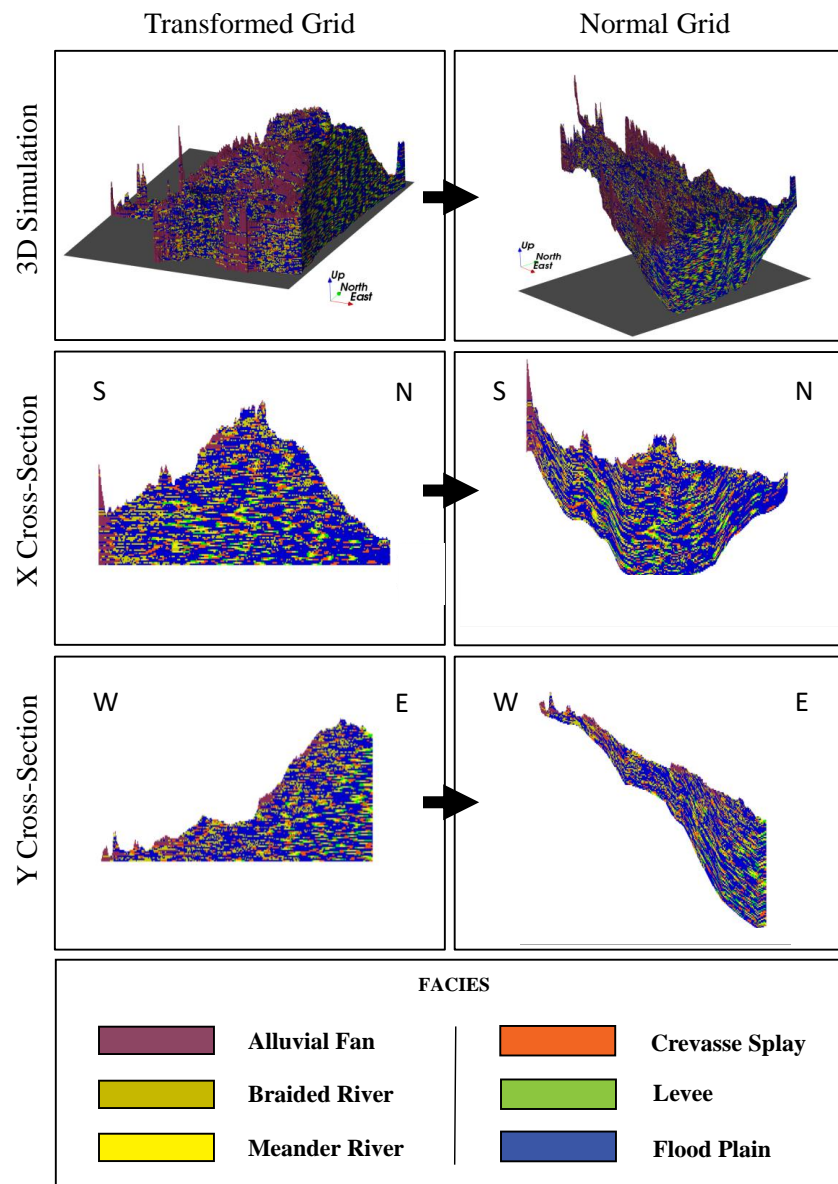 Transformed Grid
Normal Grid
3D Simulation
Up
North
East
Up
North
East
X Cross-Section
S
N
S
N
Y Cross-Section
W
E
W
E
FACIES
Alluvial Fan
Crevasse Splay
Braided River
Levee
Meander River
Flood Plain